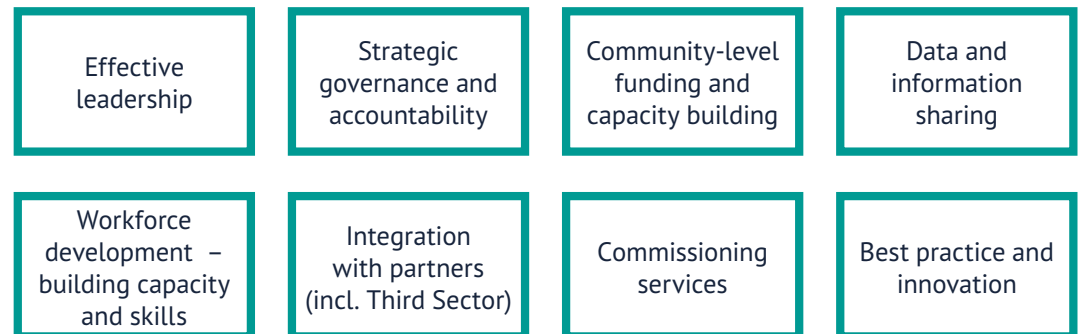 Effective
leadership
Strategic
governance and
accountability
Community-level
funding and
capacity building
Data and
information
sharing
Workforce
development –
building capacity
and skills
Integration
with partners
(incl. Third Sector)
Commissioning
services
Best practice and
innovation